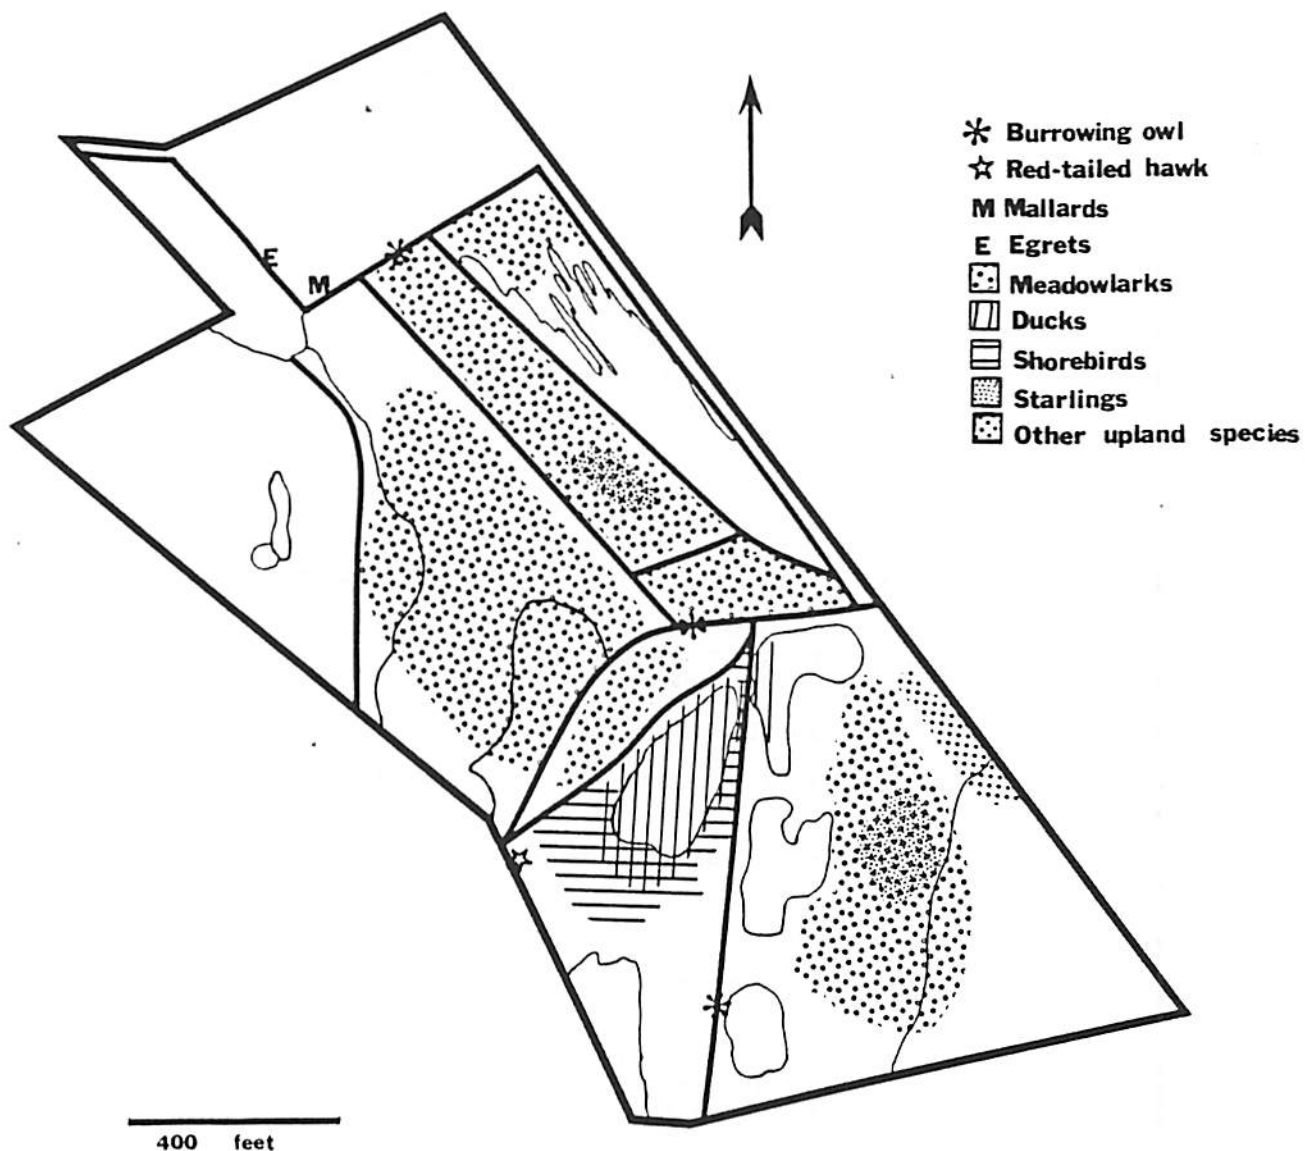 Burrowing owl
Red-tailed hawk
M Mallards
E Egrets
Meadowlarks
Ducks
Shorebirds
Starlings
Other upland species
E
M
400 feet